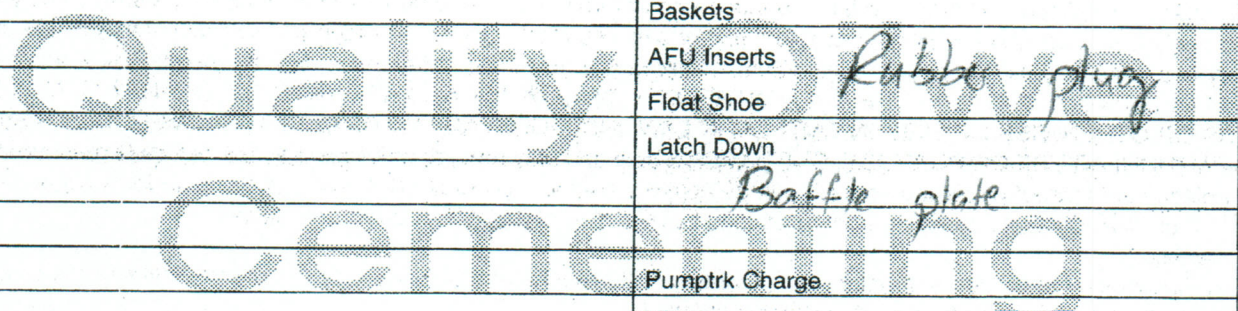 Baskets
Quality Oilwell
AFU Inserts
Rubber plug
Float Shoe
Latch Down
Baffle plate
Cementing
Pumptrk Charge